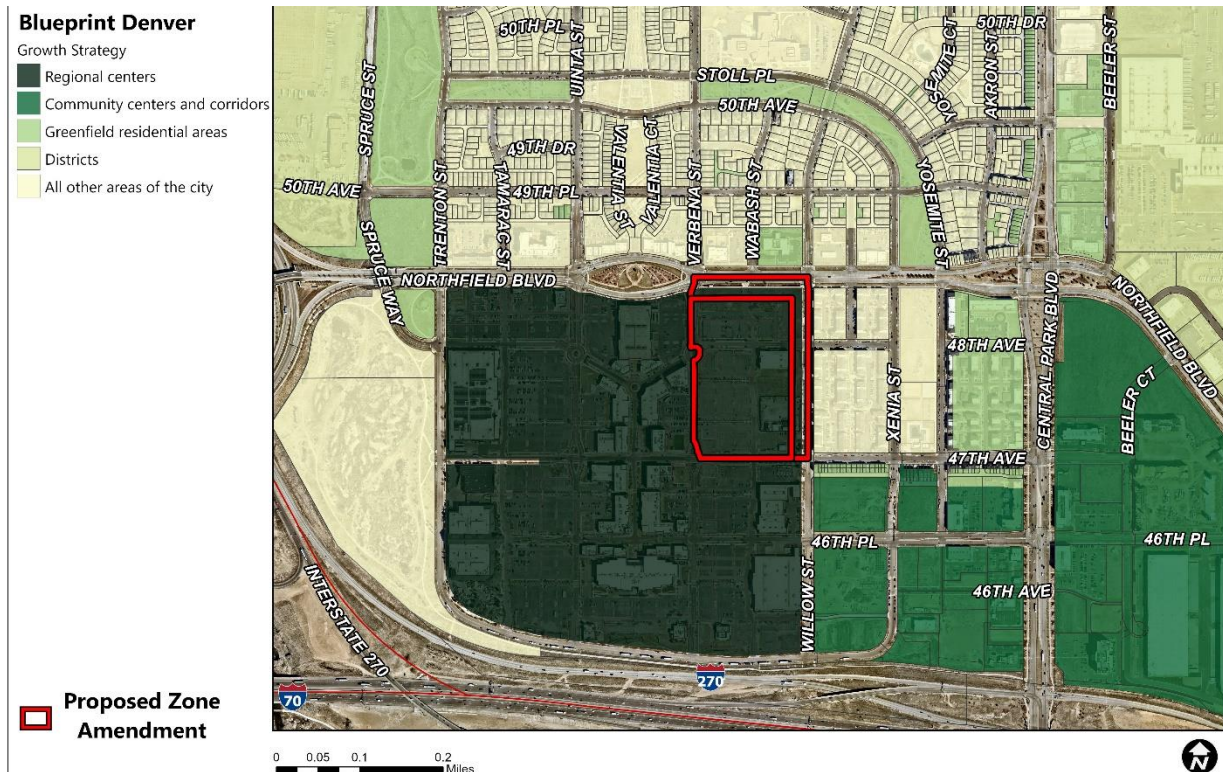 Blueprint Denver
Growth Strategy
Regional centers
Community centers and corridors
Greenfield residential areas
Districts
All other areas of the city
50TH PL
UINTA ST
SPRUCE ST
STOLL PL
YOSEMITE CT
AKRON ST
50TH DR
BEELER ST
50TH AVE
49TH DR
VALENTIA CT
VALENTIA ST
50TH AVE
TRENTON ST
TAMARAC ST
49TH PL
VERBENA ST
WABASH ST
YOSEMITE ST
SPRUCE WAY
NORTHFIELD BLVD
CENTRAL PARK BLVD
NORTHFIELD BLVD
48TH AVE
XENIA ST
BEELER CT
47TH AVE
46TH PL
46TH PL
WILLOW ST
46TH AVE
INTERSTATE 270
270
70
Proposed Zone
Amendment
0 0.05 0.1 0.2
Miles
N